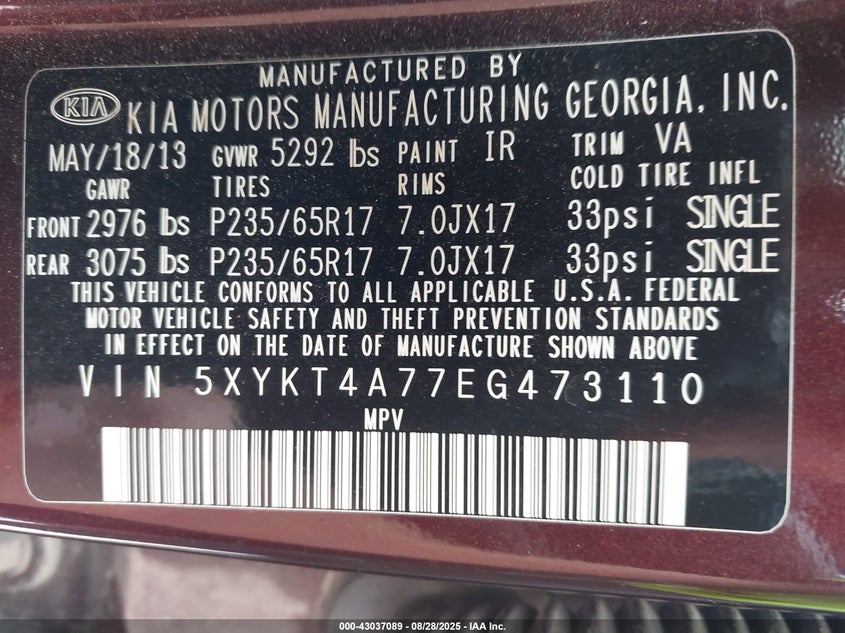 MANUFACTURED BY
KIA KIA MOTORS MANUFACTURING GEORGIA, INC.
MAY/18/13 GVWR 5292 lbs PAINT IR TRIM VA
GAWR TIRES RIMS COLD TIRE INFL
FRONT 2976 lbs P235/65R17 7.0JX17 33psi SINGLE
REAR 3075 lbs P235/65R17 7.0JX17 33psi SINGLE
THIS VEHICLE CONFORMS TO ALL APPLICABLE U.S.A. FEDERAL
MOTOR VEHICLE SAFETY AND THEFT PREVENTION STANDARDS
IN EFFECT ON THE DATE OF MANUFACTURE SHOWN ABOVE
VIN 5XYKT4A77EG473110
MPV
000-43037089 - 08/28/2025 - IAA Inc.